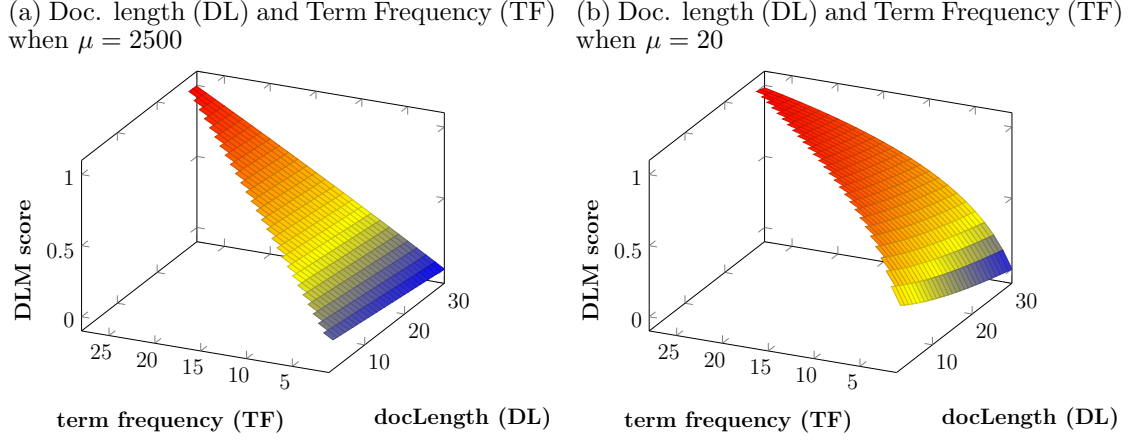 (a) Doc. length (DL) and Term Frequency (TF)
when μ = 2500
1
0.5
0
DLM score
25
20
15
10
5
10
20
30
term frequency (TF)
docLength (DL)
(b) Doc. length (DL) and Term Frequency (TF)
when μ = 20
1
0.5
0
DLM score
25
20
15
10
5
10
20
30
term frequency (TF)
docLength (DL)